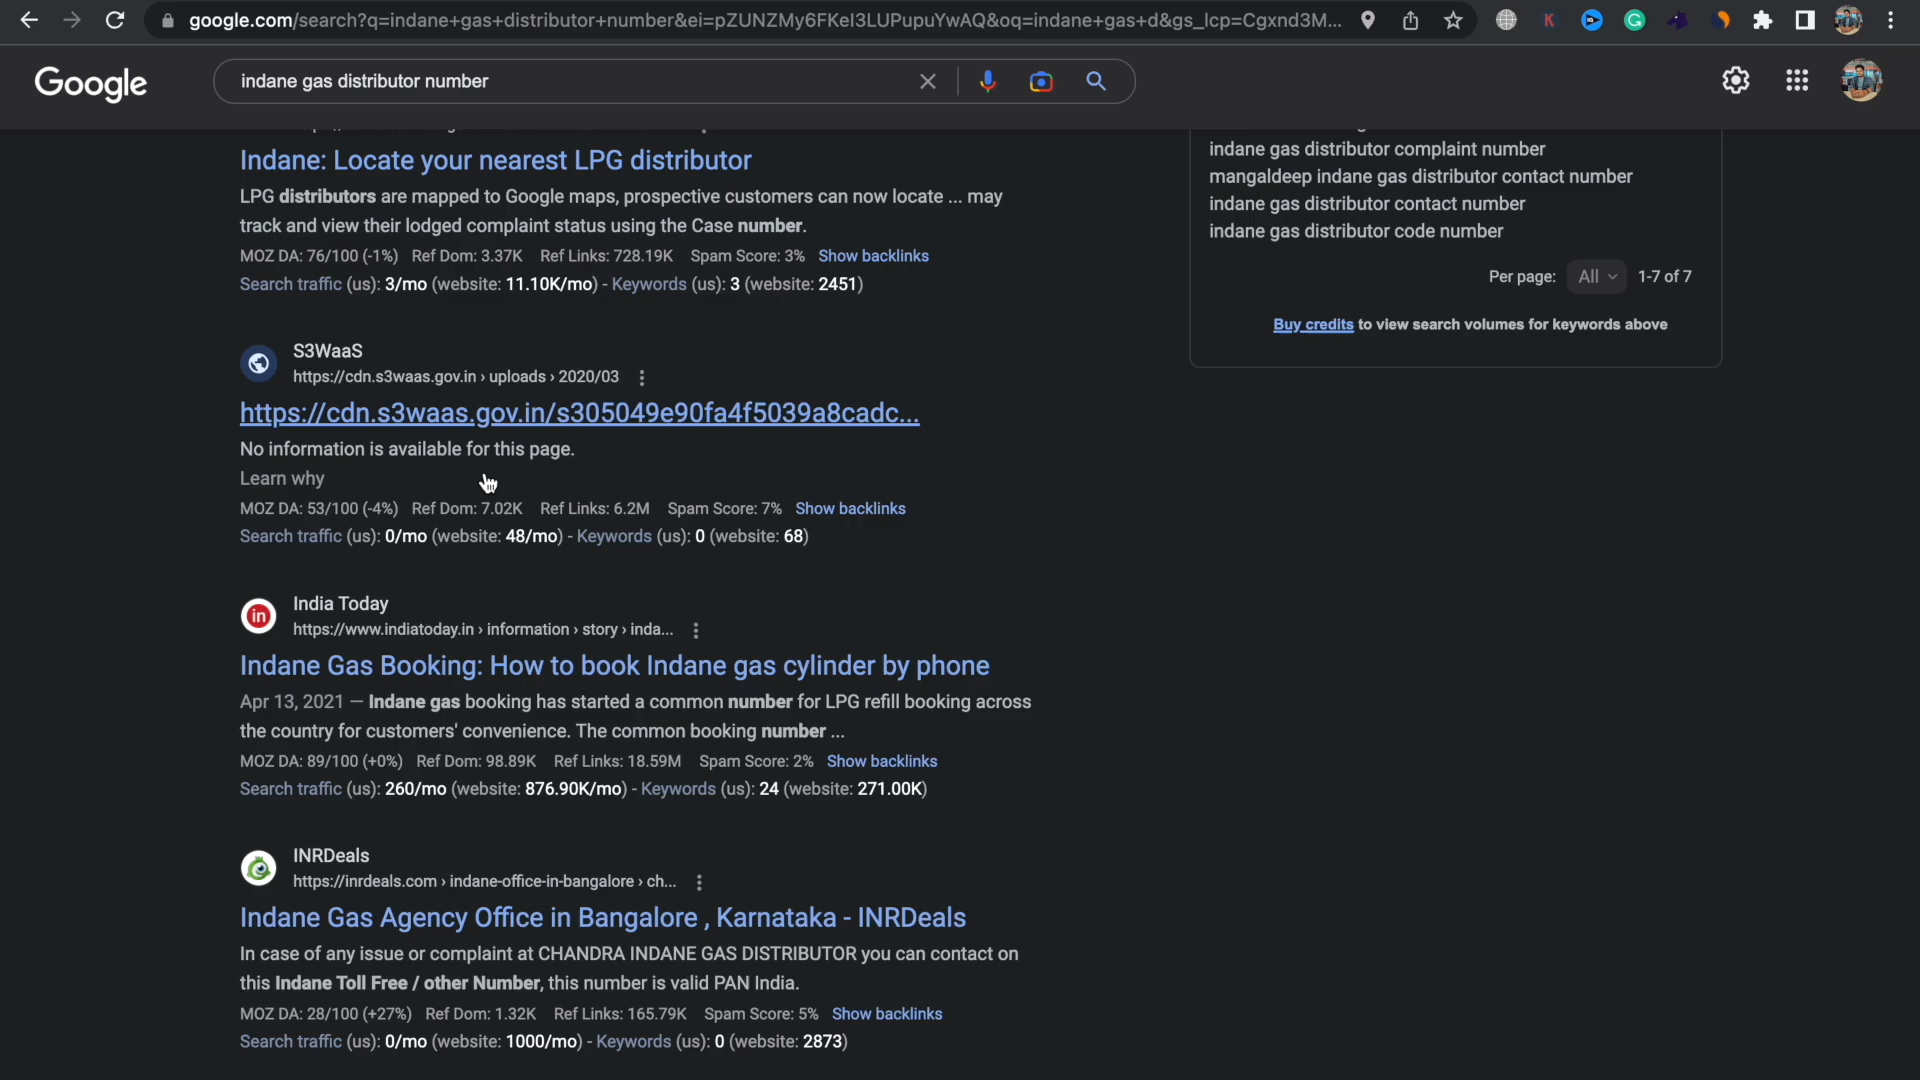 google.com/search?q=indane+gas+distributor+number&ei=pZUNZMy6FKeI3LUPupuYwAQ&oq=indane+gas+d&gs_lcp=Cgxnd3M...
Google
indane gas distributor number
Indane: Locate your nearest LPG distributor
LPG distributors are mapped to Google maps, prospective customers can now locate ... may
track and view their lodged complaint status using the Case number.
MOZ DA: 76/100 (-1%) Ref Dom: 3.37K Ref Links: 728.19K Spam Score: 3% Show backlinks
Search traffic (us): 3/mo (website: 11.10K/mo) - Keywords (us): 3 (website: 2451)
S3WaaS
https://cdn.s3waas.gov.in › uploads › 2020/03
https://cdn.s3waas.gov.in/s305049e90fa4f5039a8cadc...
No information is available for this page.
Learn why
MOZ DA: 53/100 (-4%) Ref Dom: 7.02K Ref Links: 6.2M Spam Score: 7% Show backlinks
Search traffic (us): 0/mo (website: 48/mo) - Keywords (us): 0 (website: 68)
in
India Today
https://www.indiatoday.in › information › story › inda...
Indane Gas Booking: How to book Indane gas cylinder by phone
Apr 13, 2021 — Indane gas booking has started a common number for LPG refill booking across
the country for customers' convenience. The common booking number ...
MOZ DA: 89/100 (+0%) Ref Dom: 98.89K Ref Links: 18.59M Spam Score: 2% Show backlinks
Search traffic (us): 260/mo (website: 876.90K/mo) - Keywords (us): 24 (website: 271.00K)
INRDeals
https://inrdeals.com › indane-office-in-bangalore › ch...
Indane Gas Agency Office in Bangalore , Karnataka - INRDeals
In case of any issue or complaint at CHANDRA INDANE GAS DISTRIBUTOR you can contact on
this Indane Toll Free / other Number, this number is valid PAN India.
MOZ DA: 28/100 (+27%) Ref Dom: 1.32K Ref Links: 165.79K Spam Score: 5% Show backlinks
Search traffic (us): 0/mo (website: 1000/mo) - Keywords (us): 0 (website: 2873)
indane gas distributor complaint number
mangaldeep indane gas distributor contact number
indane gas distributor contact number
indane gas distributor code number
Per page: All 1-7 of 7
Buy credits to view search volumes for keywords above